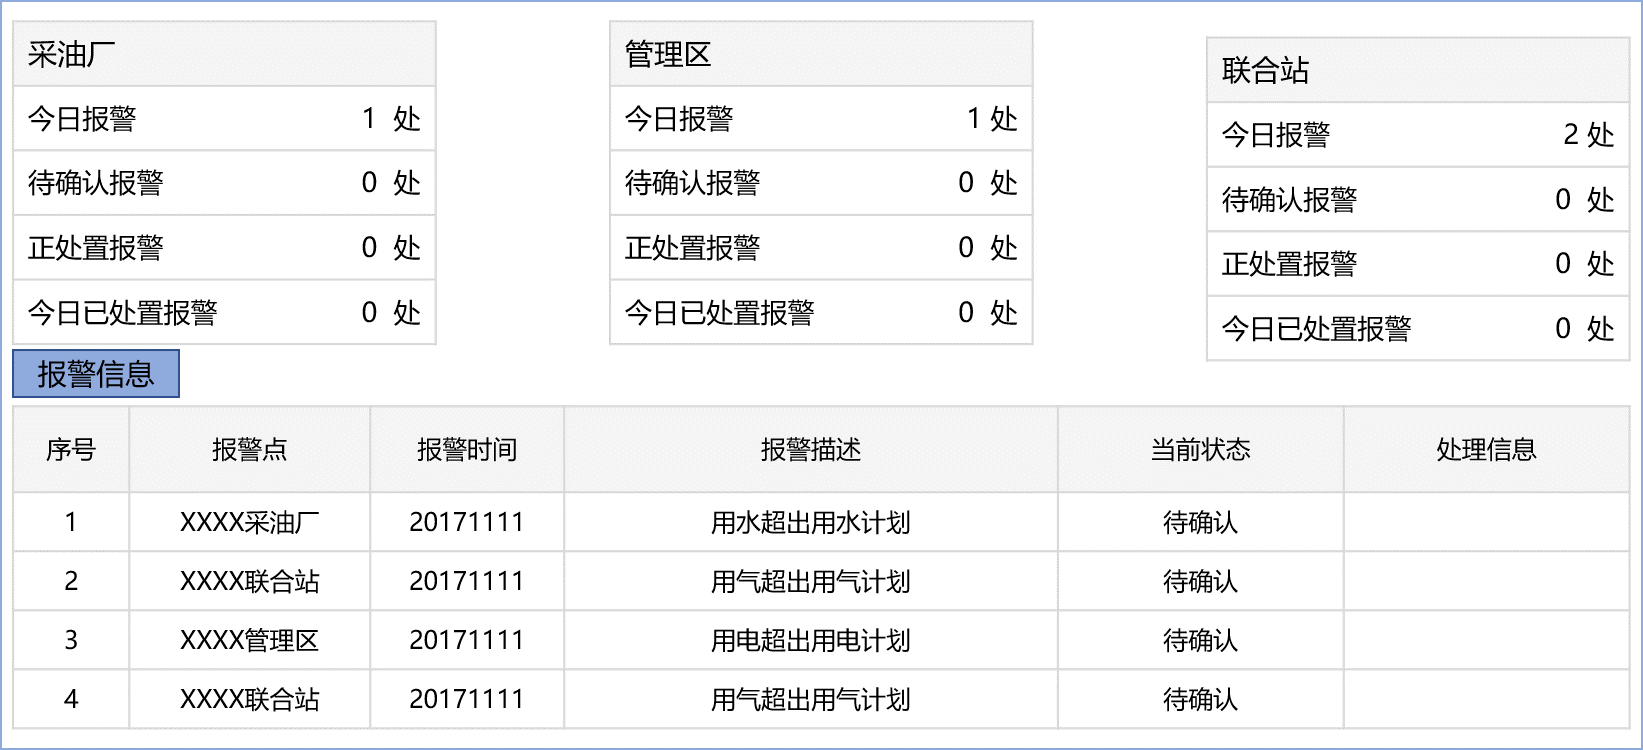 采油厂
今日报警 1 处
待确认报警 0 处
正处置报警 0 处
今日已处置报警 0 处
管理区
今日报警 1 处
待确认报警 0 处
正处置报警 0 处
今日已处置报警 0 处
联合站
今日报警 2 处
待确认报警 0 处
正处置报警 0 处
今日已处置报警 0 处
报警信息
序号 报警点 报警时间 报警描述 当前状态 处理信息
1 XXXX采油厂 20171111 用水超出用水计划 待确认
2 XXXX联合站 20171111 用气超出用气计划 待确认
3 XXXX管理区 20171111 用电超出用电计划 待确认
4 XXXX联合站 20171111 用气超出用气计划 待确认